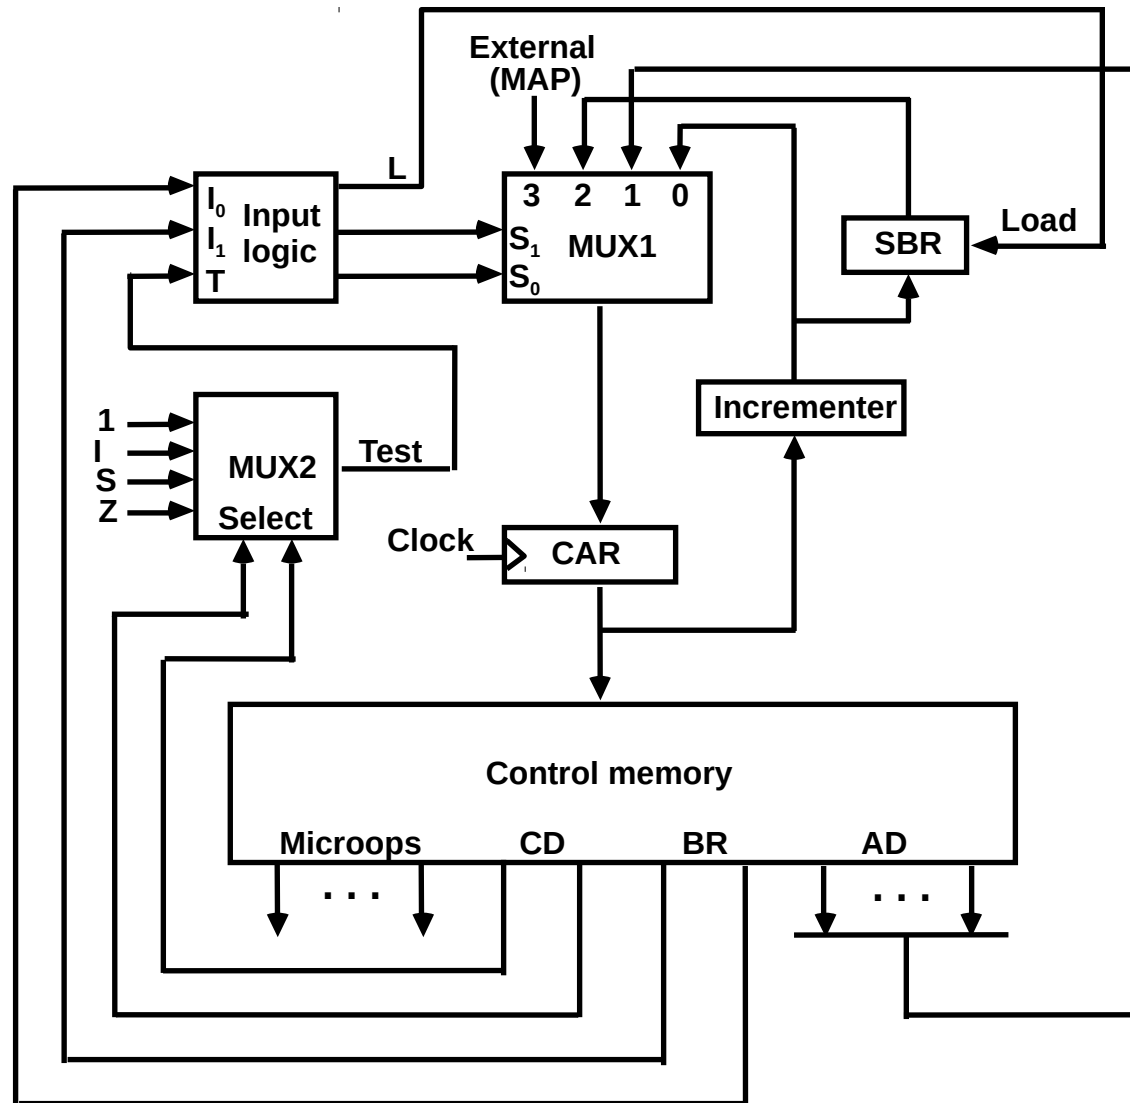 External
(MAP)
L
3 2 1 0
I0
I1
T
Input
logic
S1
S0
MUX1
SBR
Load
Incrementer
1
I
S
Z
MUX2
Select
Test
Clock
CAR
Control memory
Microops CD BR AD
. . .
. . .